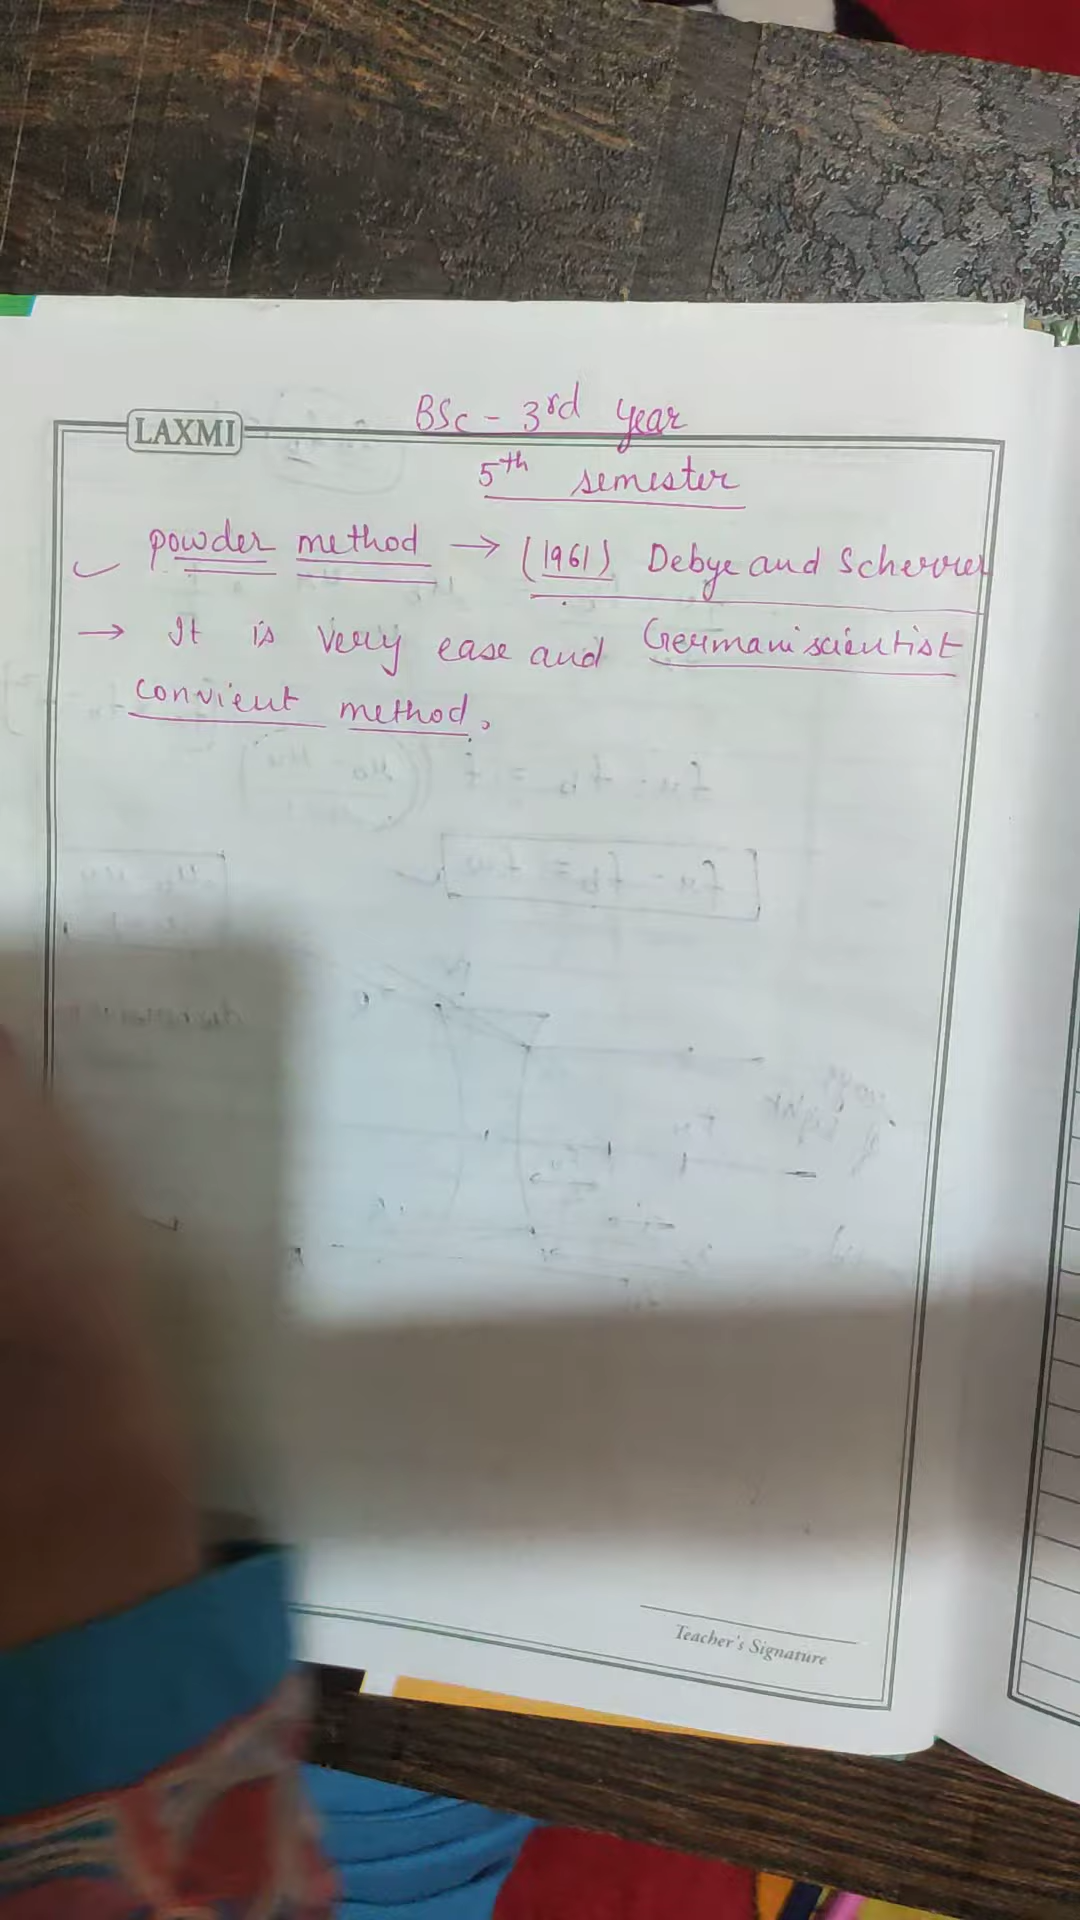 BSc - 3rd year
LAXMI
5th semester
powder method → (1961) Debye and Scherrer
→ It is very ease and Germani scientist
convient method.
Teacher's Signature